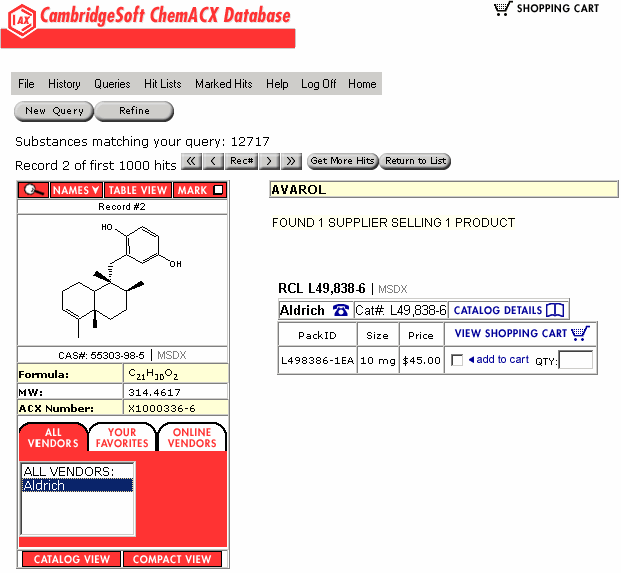 CambridgeSoft ChemACX Database
SHOPPING CART
File History Queries Hit Lists Marked Hits Help Log Off Home
New Query Refine
Substances matching your query: 12717
Record 2 of first 1000 hits « < Rec# > » Get More Hits Return to List
NAMES TABLE VIEW MARK
Record #2
HO
OH
CAS#: 55303-98-5 | MSDX
Formula: C21H30O2
MW: 314.4617
ACX Number: X1000336-6
ALL VENDORS
YOUR FAVORITES
ONLINE VENDORS
ALL VENDORS:
Aldrich
CATALOG VIEW COMPACT VIEW
AVAROL
FOUND 1 SUPPLIER SELLING 1 PRODUCT
RCL L49,838-6 | MSDX
Aldrich Cat#: L49,838-6 CATALOG DETAILS
PackID Size Price VIEW SHOPPING CART
L498386-1EA 10 mg $45.00 add to cart QTY: